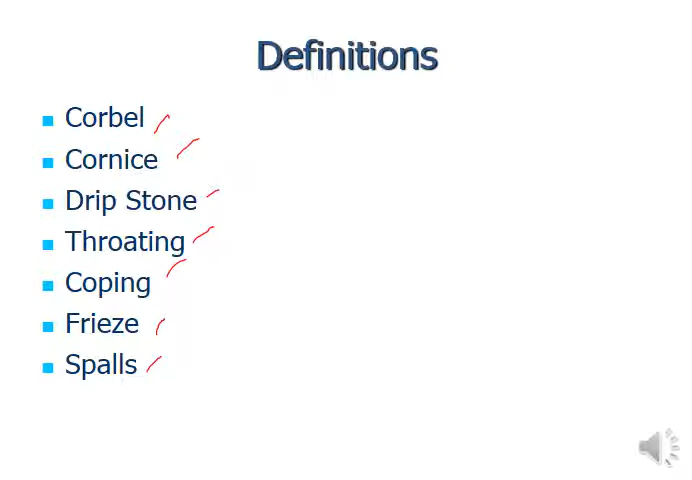 Definitions
Corbel
Cornice
Drip Stone
Throating
Coping
Frieze
Spalls